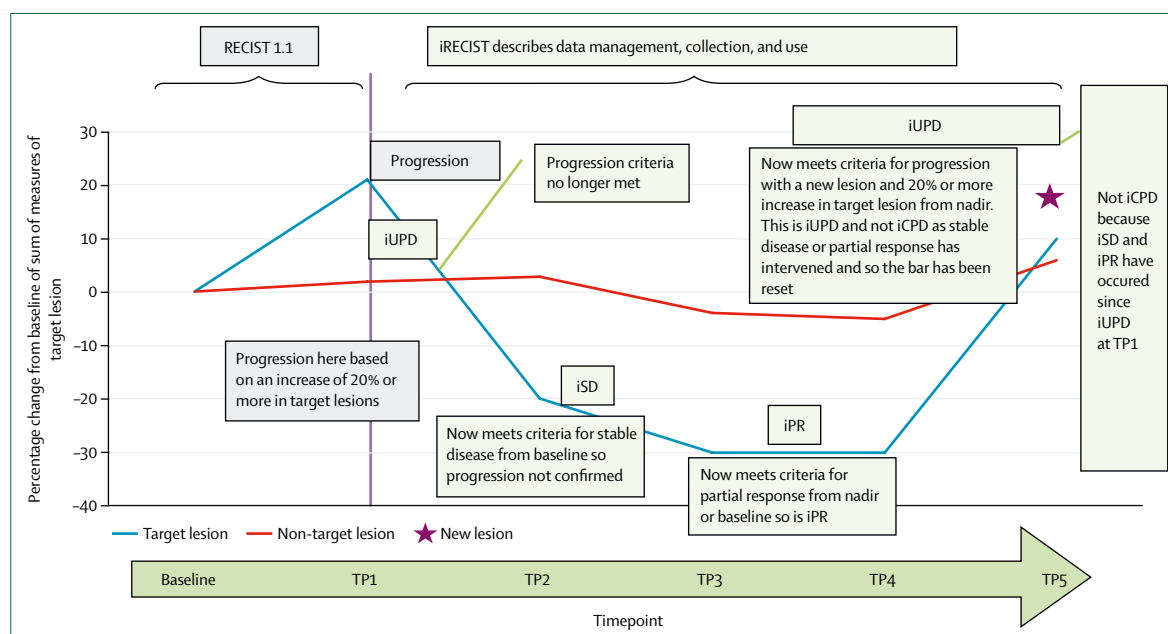 RECIST 1.1
iRECIST describes data management, collection, and use
Percentage change from baseline of sum of measures of
target lesion
30
20
10
0
−10
−20
−30
−40
Progression
iUPD
Progression criteria
no longer met
iUPD
Now meets criteria for progression
with a new lesion and 20% or more
increase in target lesion from nadir.
This is iUPD and not iCPD as stable
disease or partial response has
intervened and so the bar has been
reset
Not iCPD
because
iSD and
iPR have
occured
since
iUPD
at TP1
Progression here based
on an increase of 20% or
more in target lesions
iSD
Now meets criteria for stable
disease from baseline so
progression not confirmed
iPR
Now meets criteria for
partial response from nadir
or baseline so is iPR
Target lesion
Non-target lesion
New lesion
Baseline
TP1
TP2
TP3
TP4
TP5
Timepoint